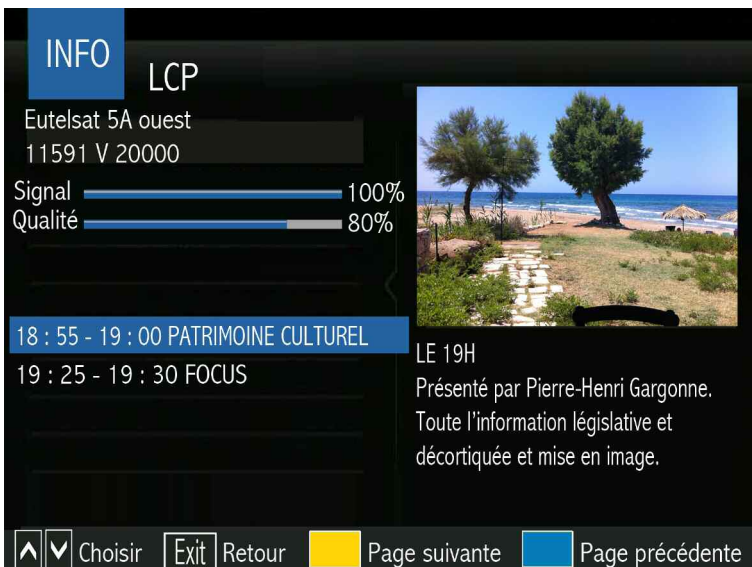 INFO
LCP
Eutelsat 5A ouest
11591 V 20000
Signal 100%
Qualité 80%
18 : 55 - 19 : 00 PATRIMOINE CULTUREL
19 : 25 - 19 : 30 FOCUS
LE 19H
Présenté par Pierre-Henri Gargonne.
Toute l'information législative et
décortiquée et mise en image.
Choisir Exit Retour Page suivante Page précédente